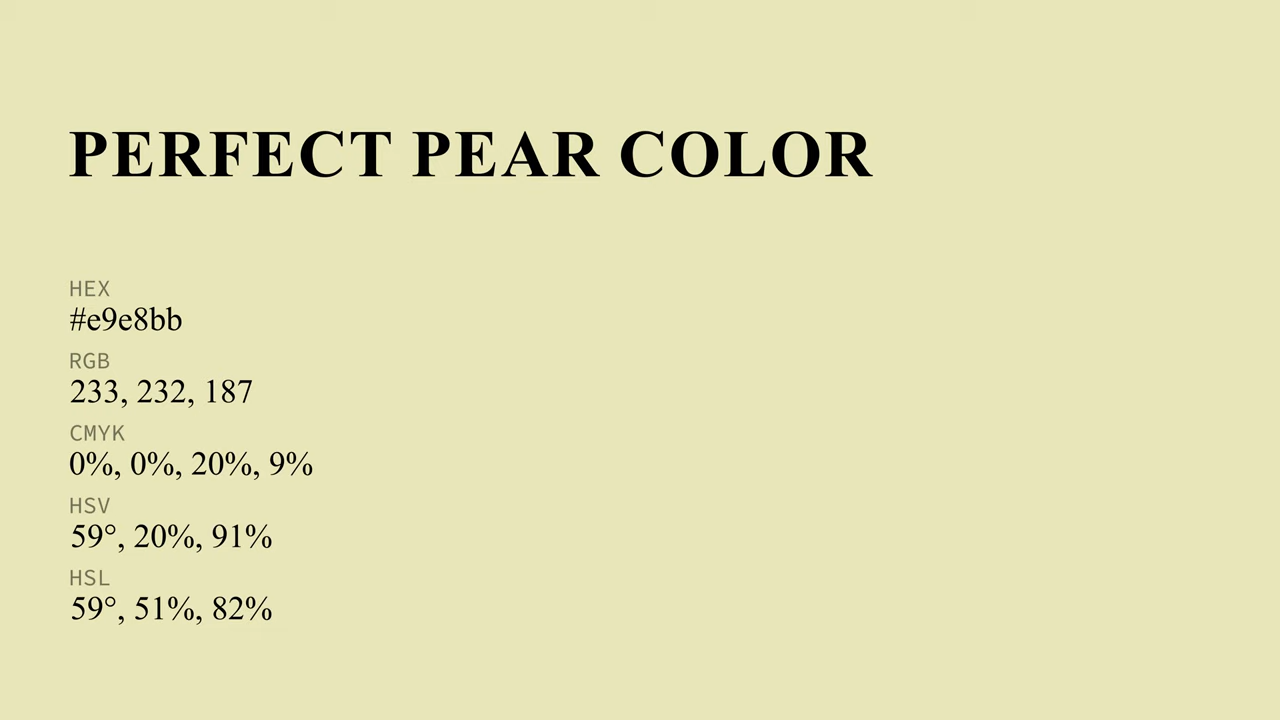 PERFECT PEAR COLOR
HEX
#e9e8bb
RGB
233, 232, 187
CMYK
0%, 0%, 20%, 9%
HSV
59°, 20%, 91%
HSL
59°, 51%, 82%